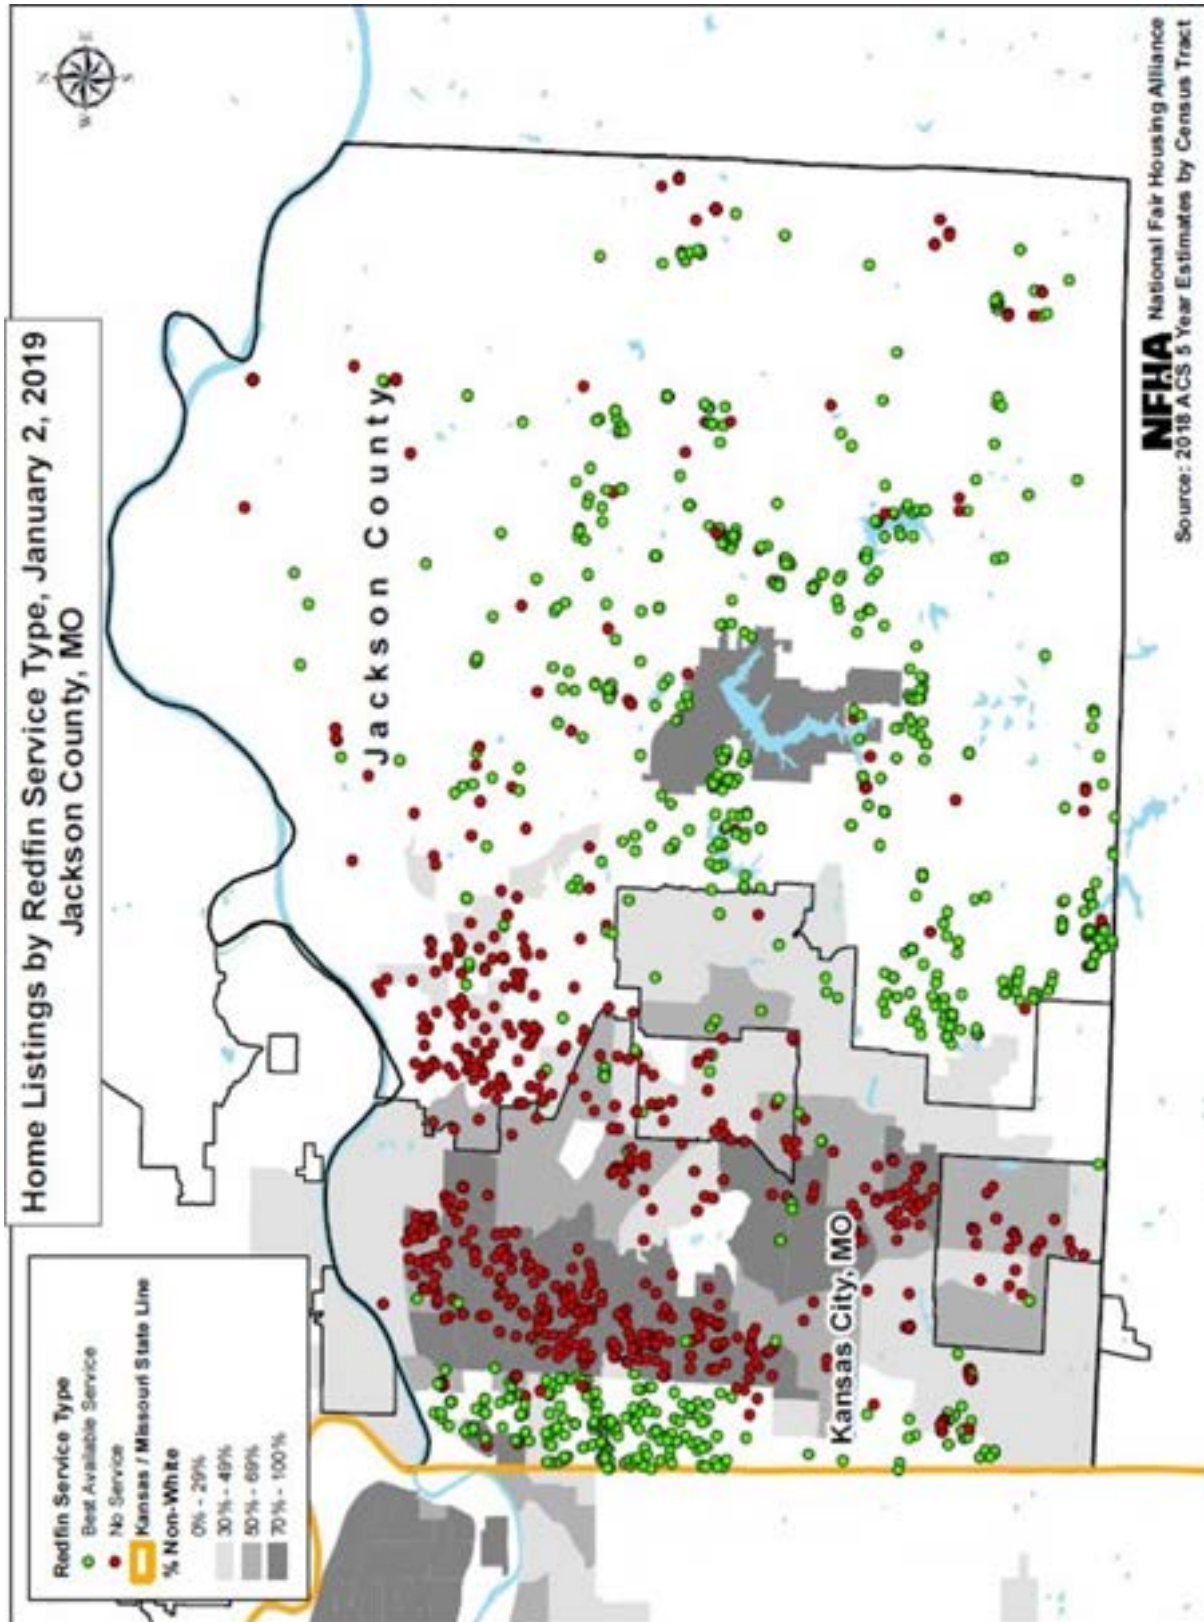 Home Listings by Redfin Service Type, January 2, 2019
Jackson County, MO
N
W
E
S
Redfin Service Type
Best Available Service
No Service
Kansas / Missouri State Line
% Non-White
0% - 29%
30% - 49%
50% - 69%
70% - 100%
Jackson County
Kansas City, MO
NFHA National Fair Housing Alliance
Source: 2018 ACS 5 Year Estimates by Census Tract